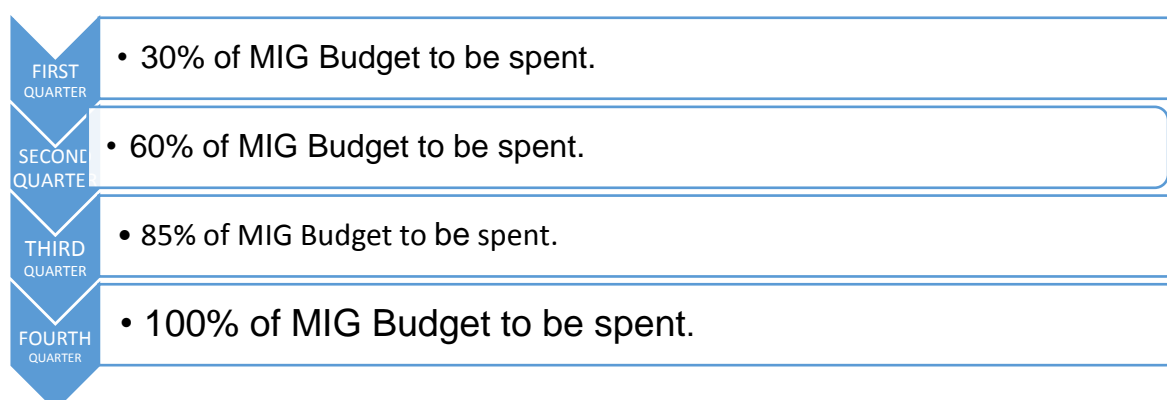 FIRST
QUARTER
• 30% of MIG Budget to be spent.
SECOND
QUARTER
• 60% of MIG Budget to be spent.
THIRD
QUARTER
• 85% of MIG Budget to be spent.
FOURTH
QUARTER
• 100% of MIG Budget to be spent.